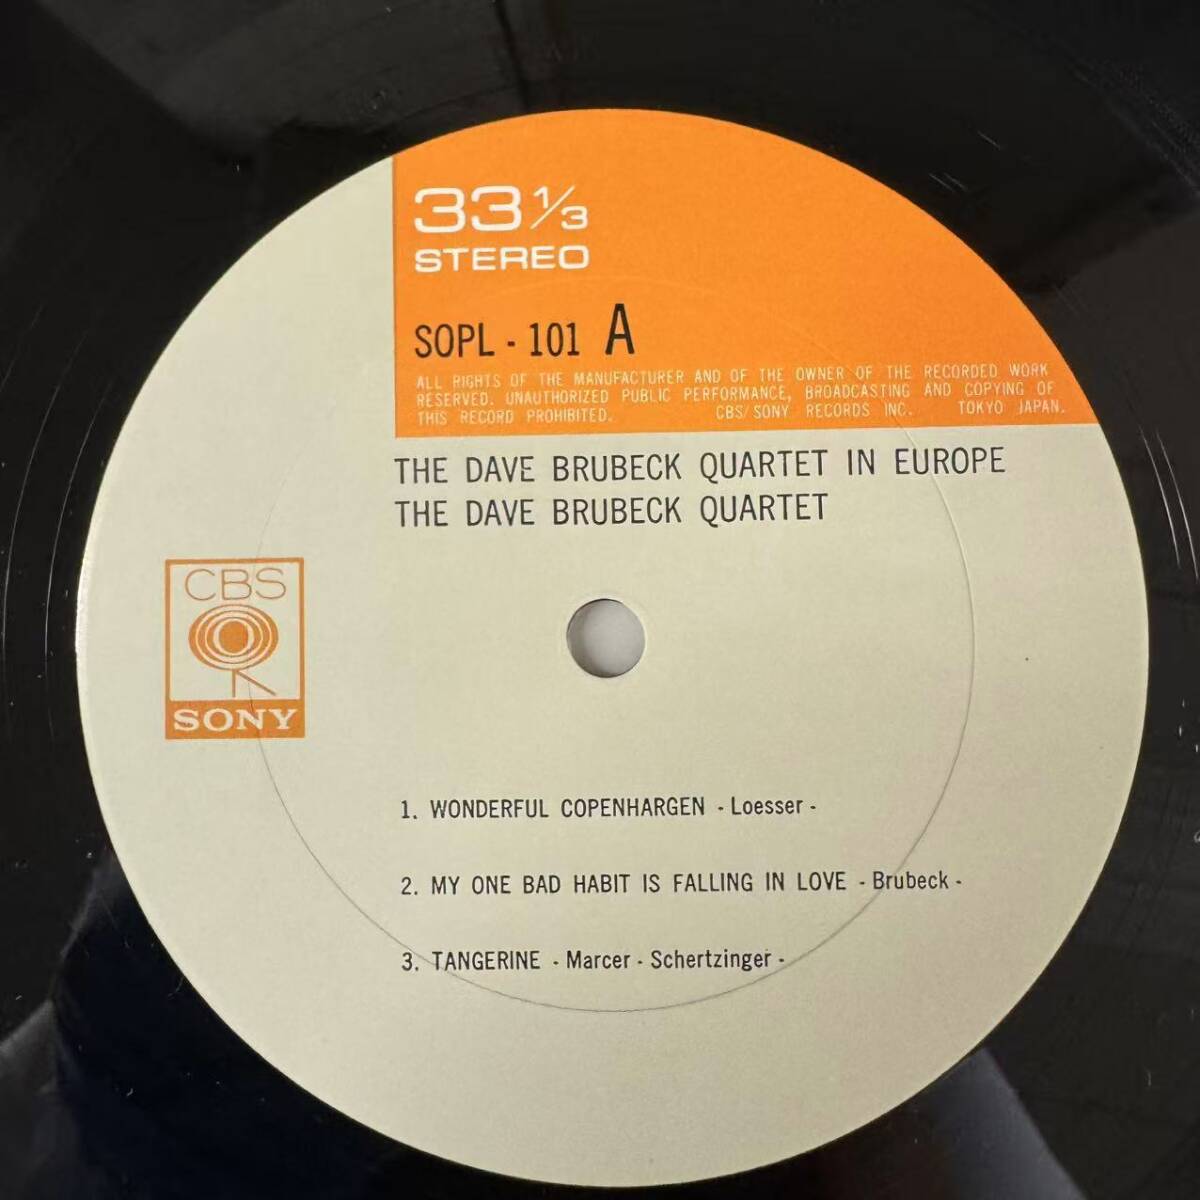 33 1/3
STEREO
SOPL - 101 A
ALL RIGHTS OF THE MANUFACTURER AND OF THE OWNER OF THE RECORDED WORK
RESERVED. UNAUTHORIZED PUBLIC PERFORMANCE, BROADCASTING AND COPYING OF
THIS RECORD PROHIBITED. CBS/SONY RECORDS INC. TOKYO JAPAN.
THE DAVE BRUBECK QUARTET IN EUROPE
THE DAVE BRUBECK QUARTET
CBS
SONY
1. WONDERFUL COPENHARGEN - Loesser -
2. MY ONE BAD HABIT IS FALLING IN LOVE - Brubeck -
3. TANGERINE - Marcer - Schertzinger -